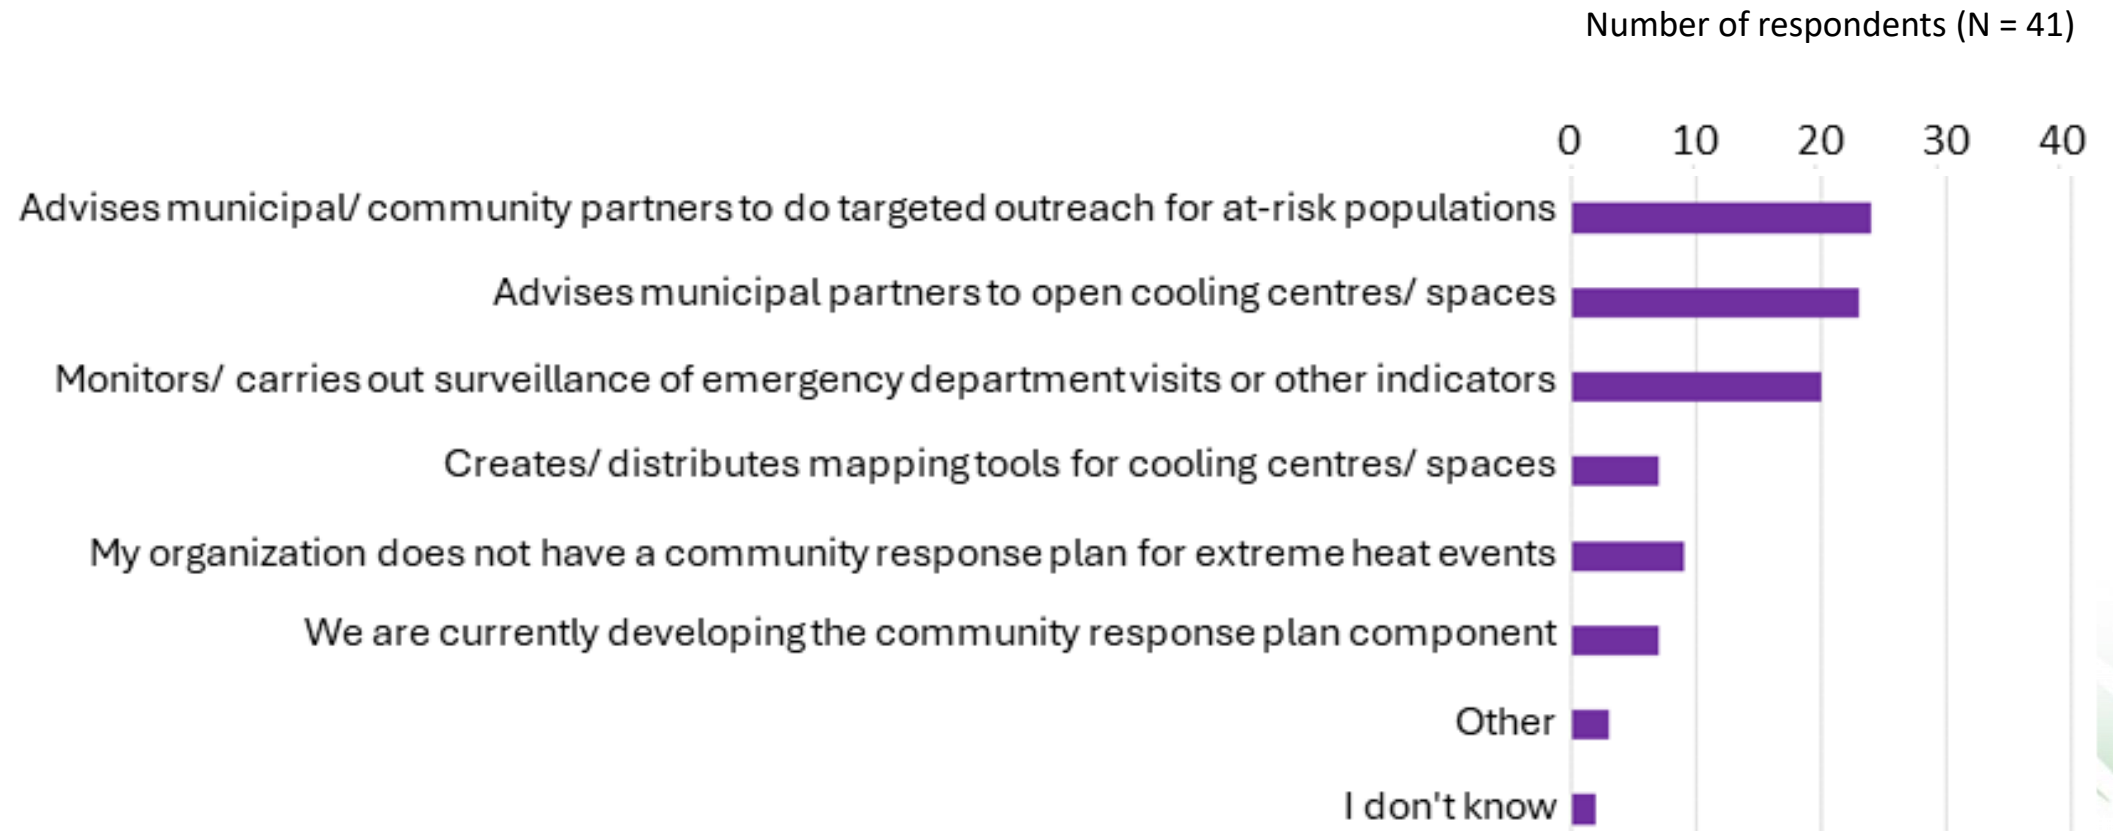 Number of respondents (N = 41)
0 10 20 30 40
Advises municipal/ community partners to do targeted outreach for at-risk populations
Advises municipal partners to open cooling centres/ spaces
Monitors/ carries out surveillance of emergency department visits or other indicators
Creates/ distributes mapping tools for cooling centres/ spaces
My organization does not have a community response plan for extreme heat events
We are currently developing the community response plan component
Other
I don't know